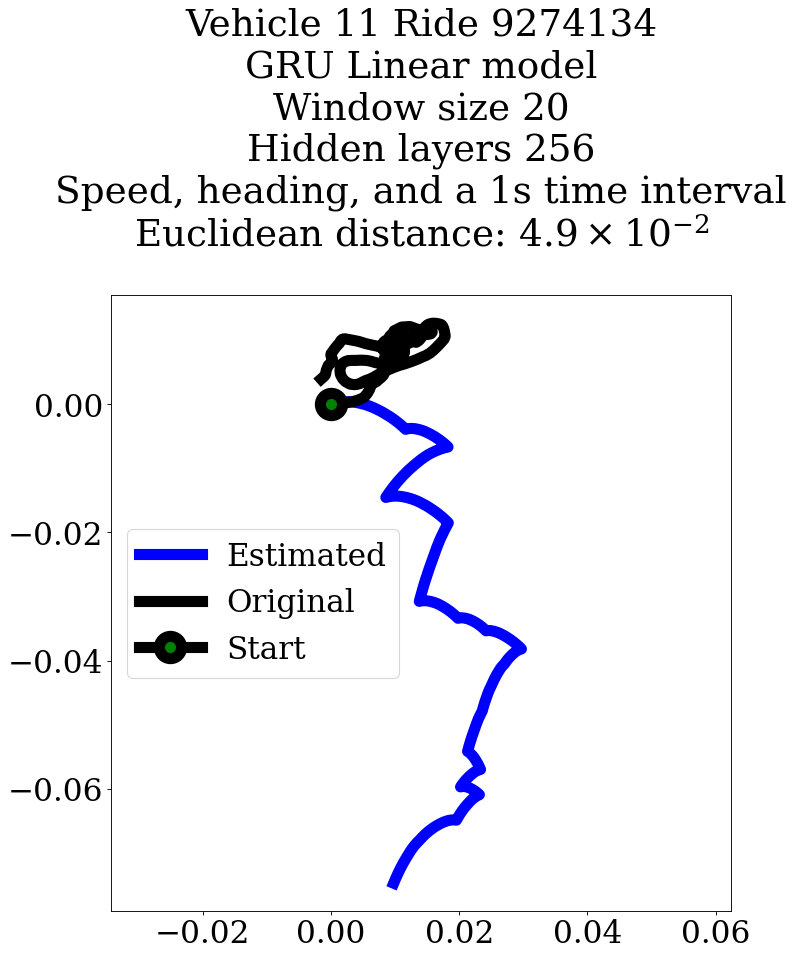 Vehicle 11 Ride 9274134
GRU Linear model
Window size 20
Hidden layers 256
Speed, heading, and a 1s time interval
Euclidean distance: 4.9 × 10⁻²
0.00
−0.02
−0.04
−0.06
Estimated
Original
Start
−0.02 0.00 0.02 0.04 0.06